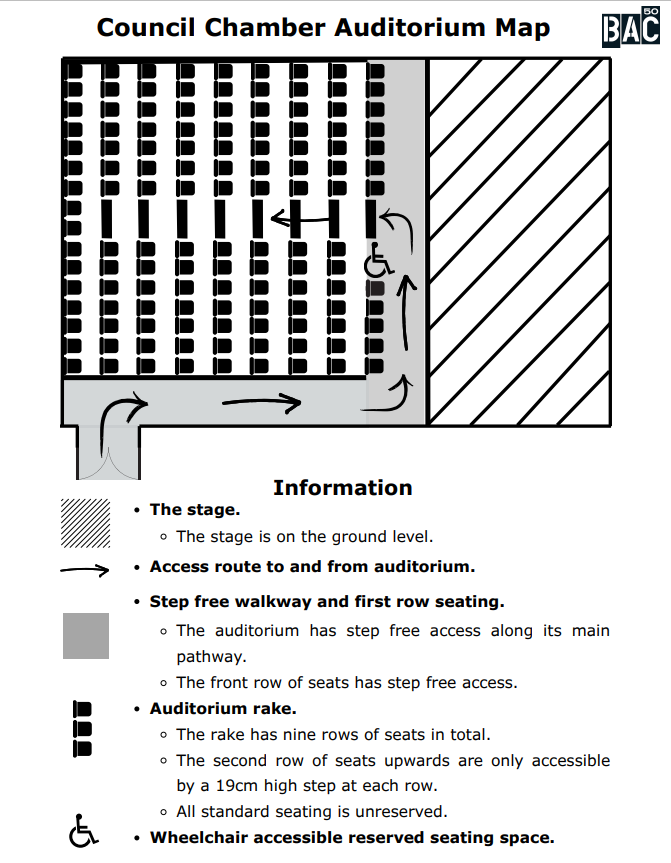 Council Chamber Auditorium Map
50
BAC
Information
• The stage.
◦ The stage is on the ground level.
• Access route to and from auditorium.
• Step free walkway and first row seating.
◦ The auditorium has step free access along its main
pathway.
◦ The front row of seats has step free access.
• Auditorium rake.
◦ The rake has nine rows of seats in total.
◦ The second row of seats upwards are only accessible
by a 19cm high step at each row.
◦ All standard seating is unreserved.
• Wheelchair accessible reserved seating space.